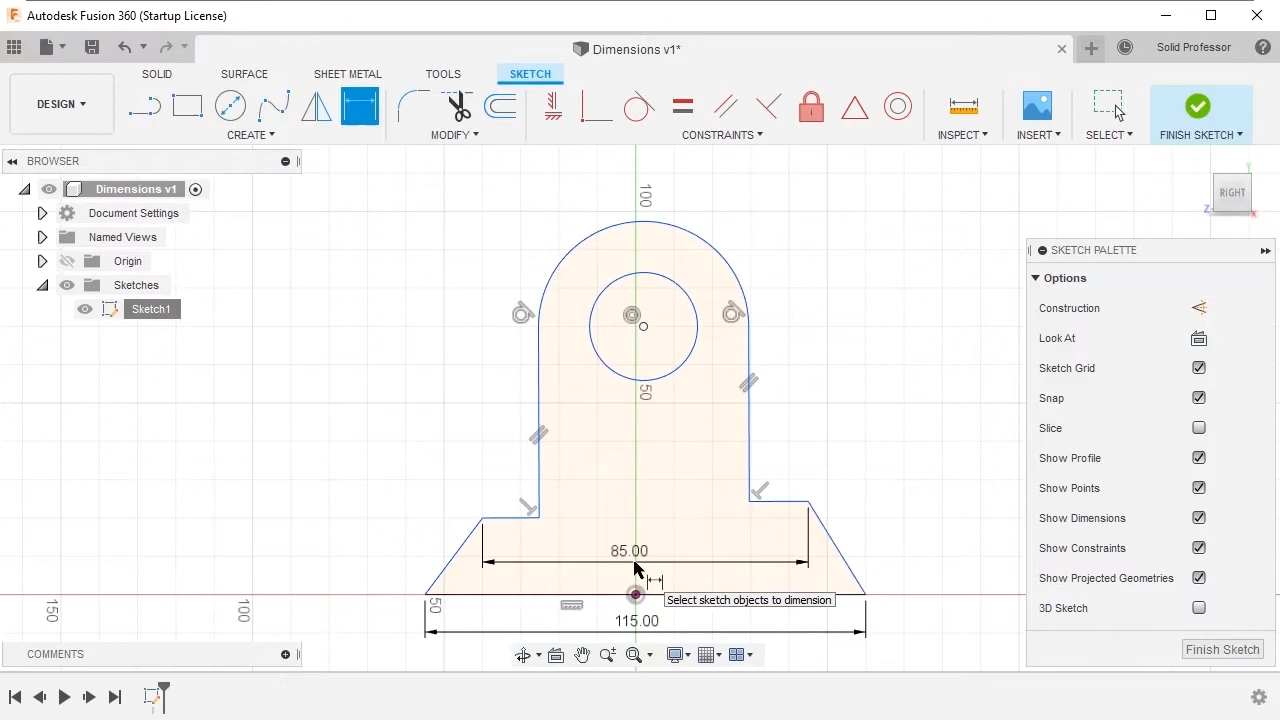 Autodesk Fusion 360 (Startup License)
Dimensions v1*
Solid Professor
DESIGN
SOLID
SURFACE
SHEET METAL
TOOLS
SKETCH
CREATE
MODIFY
CONSTRAINTS
INSPECT
INSERT
SELECT
FINISH SKETCH
BROWSER
Dimensions v1
Document Settings
Named Views
Origin
Sketches
Sketch1
100
50
85.00
115.00
50
100
150
Select sketch objects to dimension
RIGHT
Y
Z
X
SKETCH PALETTE
Options
Construction
Look At
Sketch Grid
Snap
Slice
Show Profile
Show Points
Show Dimensions
Show Constraints
Show Projected Geometries
3D Sketch
Finish Sketch
COMMENTS